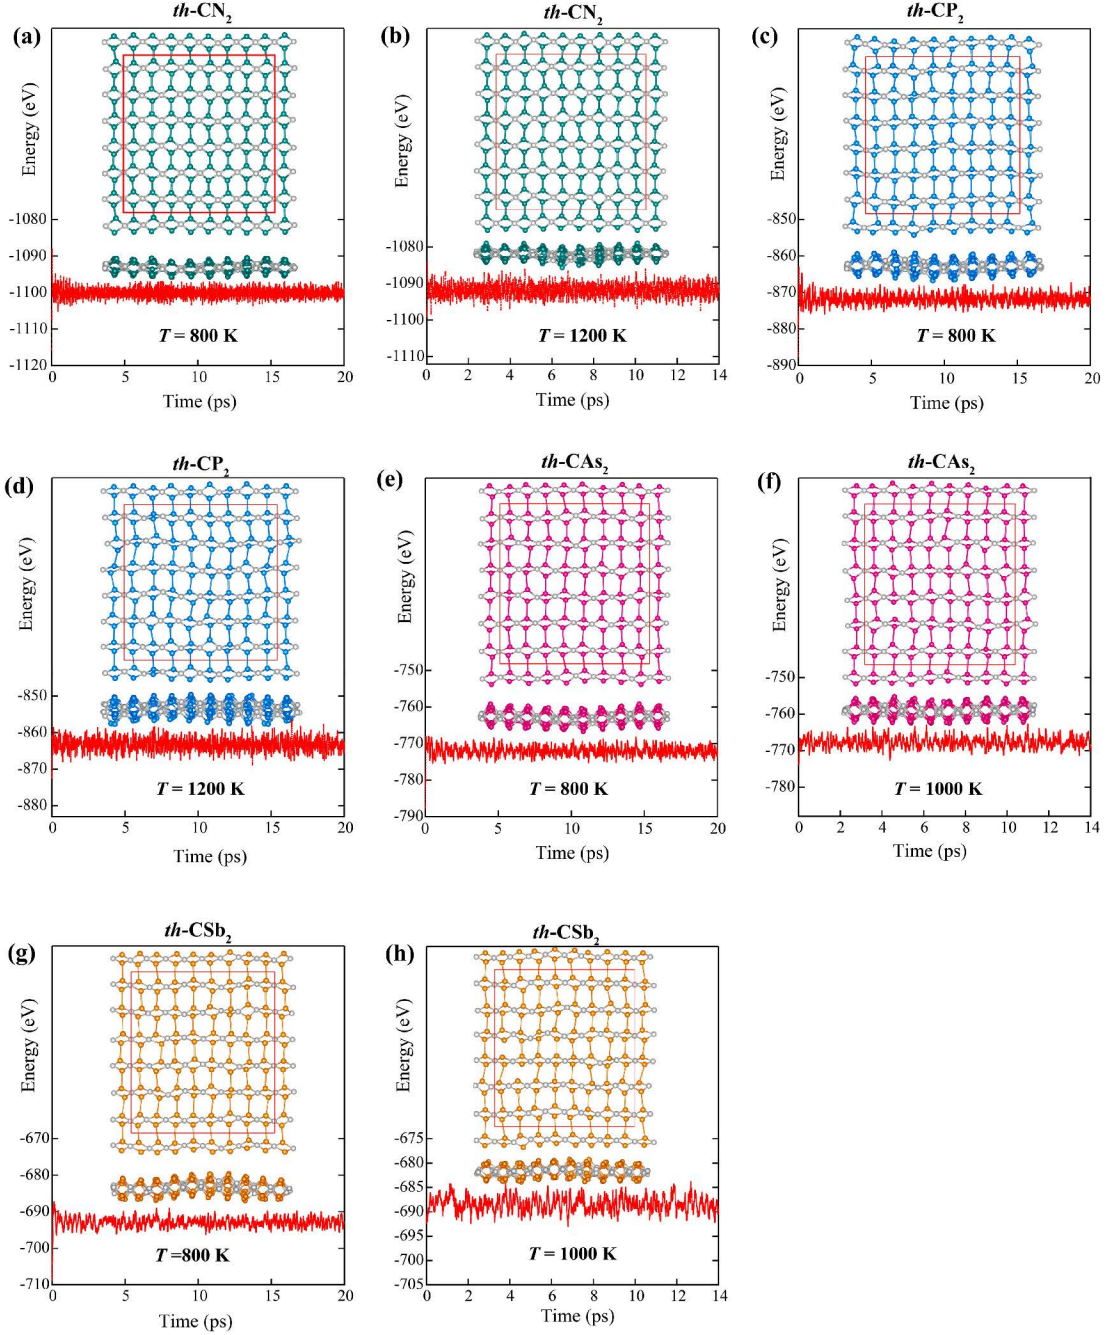 (a) th-CN2
Energy (eV)
-1080
-1090
-1100
-1110
-1120
T = 800 K
0 5 10 15 20
Time (ps)
(b) th-CN2
Energy (eV)
-1080
-1090
-1100
-1110
T = 1200 K
0 2 4 6 8 10 12 14
Time (ps)
(c) th-CP2
Energy (eV)
-850
-860
-870
-880
-890
T = 800 K
0 5 10 15 20
Time (ps)
(d) th-CP2
Energy (eV)
-850
-860
-870
-880
T = 1200 K
0 5 10 15 20
Time (ps)
(e) th-CAs2
Energy (eV)
-750
-760
-770
-780
-790
T = 800 K
0 5 10 15 20
Time (ps)
(f) th-CAs2
Energy (eV)
-750
-760
-770
-780
T = 1000 K
0 2 4 6 8 10 12 14
Time (ps)
(g) th-CSb2
Energy (eV)
-670
-680
-690
-700
-710
T =800 K
0 5 10 15 20
Time (ps)
(h) th-CSb2
Energy (eV)
-675
-680
-685
-690
-695
-700
-705
T = 1000 K
0 2 4 6 8 10 12 14
Time (ps)